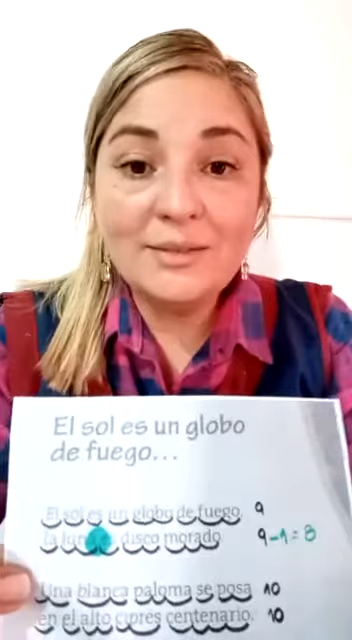 El sol es un globo
de fuego...
El sol es un globo de fuego, 9
la luna es disco morado 9-1=8
Una blanca paloma se posa 10
en el alto ciprés centenario. 10